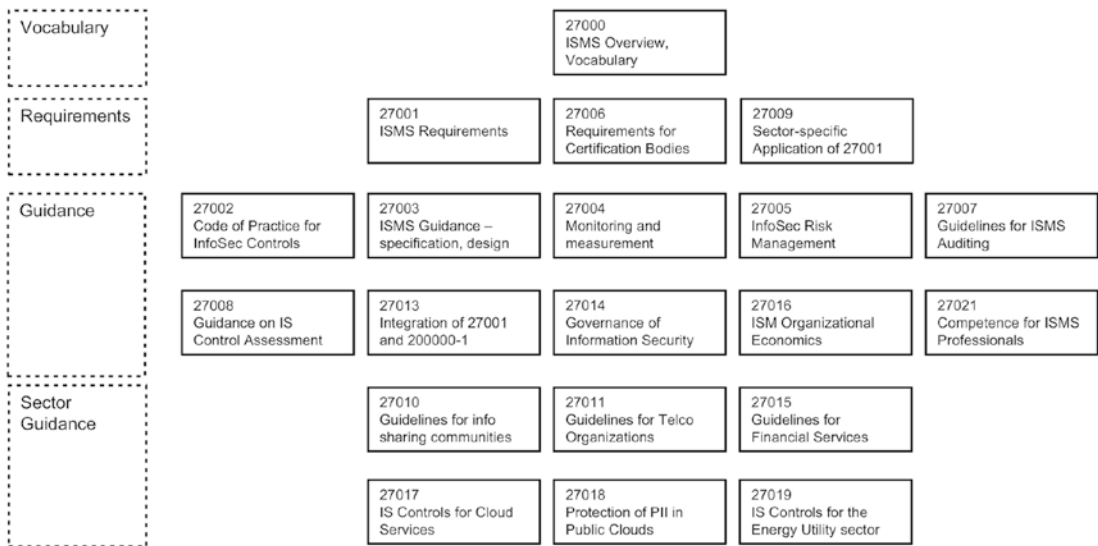 Vocabulary
27000
ISMS Overview,
Vocabulary
Requirements
27001
ISMS Requirements
27006
Requirements for
Certification Bodies
27009
Sector-specific
Application of 27001
Guidance
27002
Code of Practice for
InfoSec Controls
27003
ISMS Guidance –
specification, design
27004
Monitoring and
measurement
27005
InfoSec Risk
Management
27007
Guidelines for ISMS
Auditing
27008
Guidance on IS
Control Assessment
27013
Integration of 27001
and 200000-1
27014
Governance of
Information Security
27016
ISM Organizational
Economics
27021
Competence for ISMS
Professionals
Sector
Guidance
27010
Guidelines for info
sharing communities
27011
Guidelines for Telco
Organizations
27015
Guidelines for
Financial Services
27017
IS Controls for Cloud
Services
27018
Protection of PII in
Public Clouds
27019
IS Controls for the
Energy Utility sector